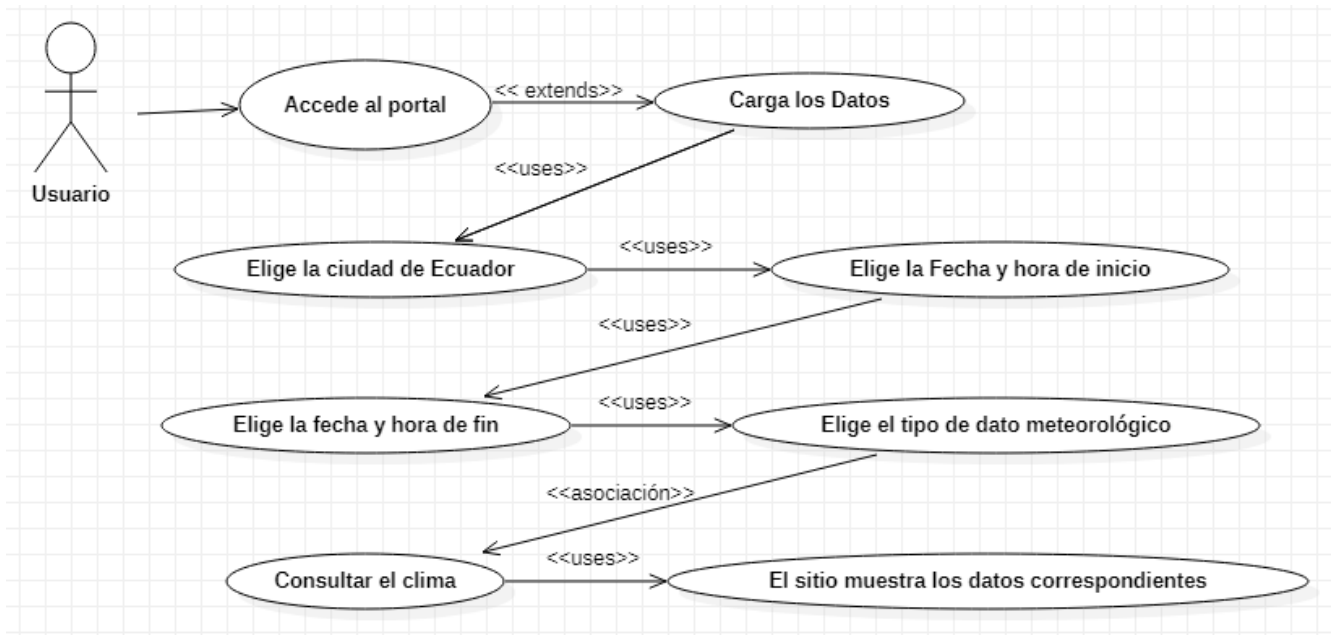 Accede al portal
<< extends>>
Carga los Datos
Usuario
<<uses>>
Elige la ciudad de Ecuador
<<uses>>
Elige la Fecha y hora de inicio
<<uses>>
Elige la fecha y hora de fin
<<uses>>
Elige el tipo de dato meteorológico
<<asociación>>
Consultar el clima
<<uses>>
El sitio muestra los datos correspondientes